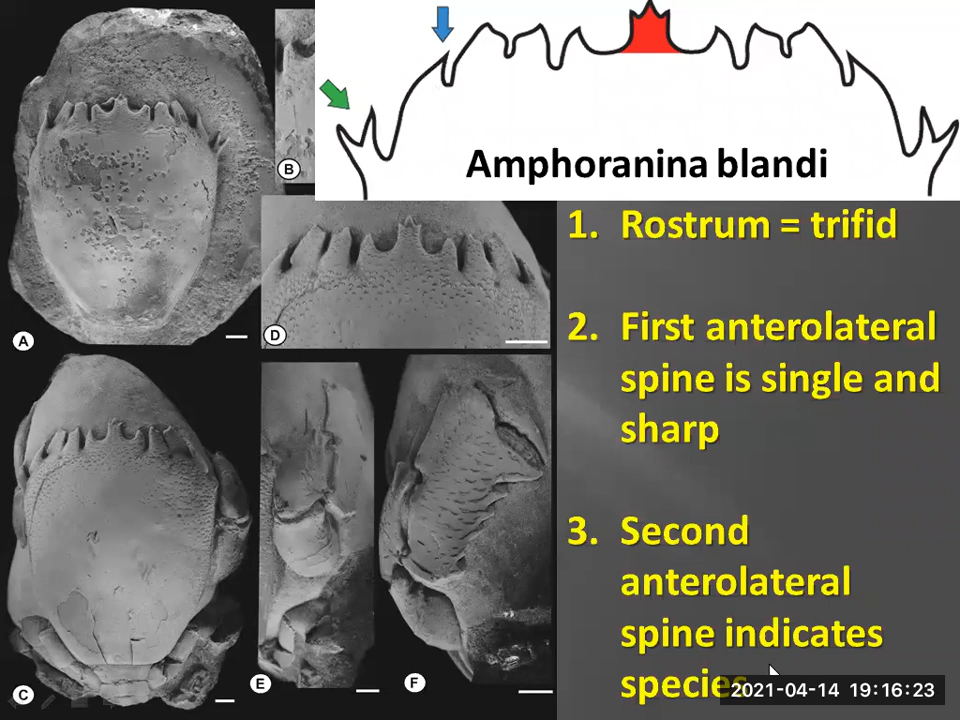 Amphoranina blandi
A
B
C
D
E
F
1. Rostrum = trifid
2. First anterolateral
spine is single and
sharp
3. Second
anterolateral
spine indicates
species
2021-04-14 19:16:23